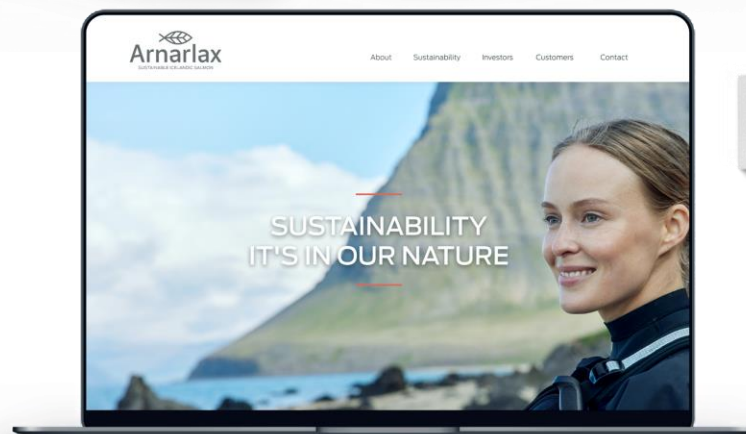 Arnarlax
SUSTAINABLE ICELANDIC SALMON
About Sustainability Investors Customers Contact
SUSTAINABILITY
IT'S IN OUR NATURE